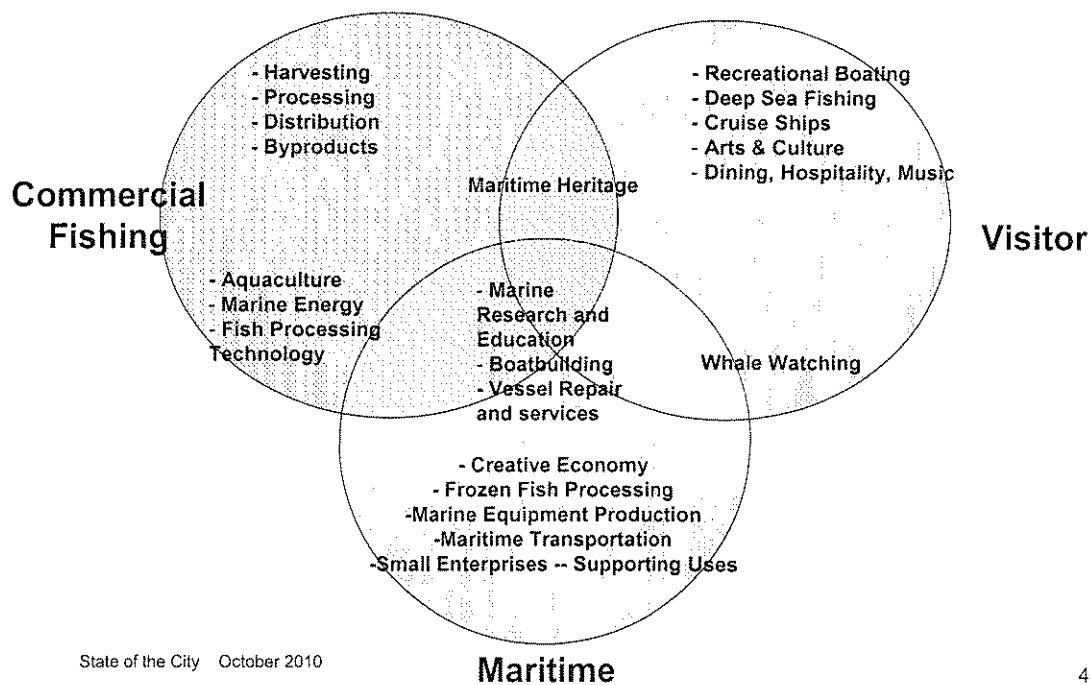 - Harvesting
- Processing
- Distribution
- Byproducts
- Recreational Boating
- Deep Sea Fishing
- Cruise Ships
- Arts & Culture
- Dining, Hospitality, Music
Maritime Heritage
Commercial
Fishing
Visitor
- Aquaculture
- Marine Energy
- Fish Processing
Technology
- Marine
Research and
Education
- Boatbuilding
- Vessel Repair
and services
Whale Watching
- Creative Economy
- Frozen Fish Processing
-Marine Equipment Production
-Maritime Transportation
-Small Enterprises -- Supporting Uses
State of the City October 2010
Maritime
4